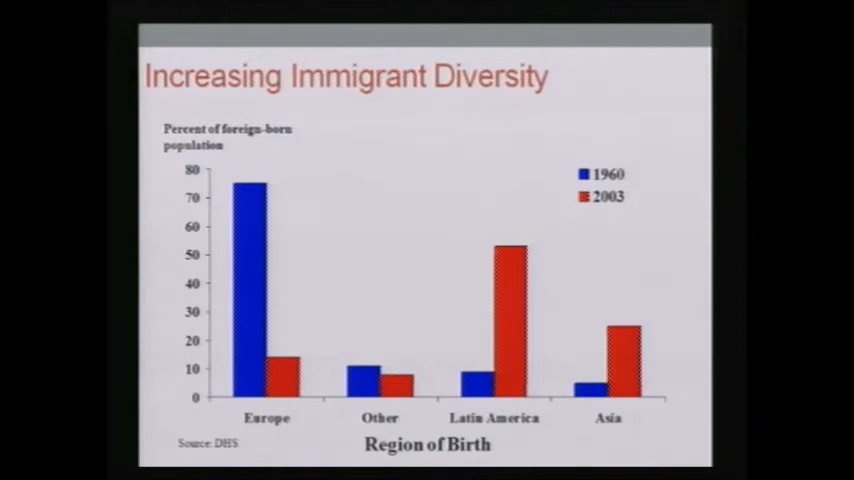 Increasing Immigrant Diversity
Percent of foreign-born
population
80
70
60
50
40
30
20
10
0
1960
2003
Europe
Other
Latin America
Asia
Region of Birth
Source: DHS